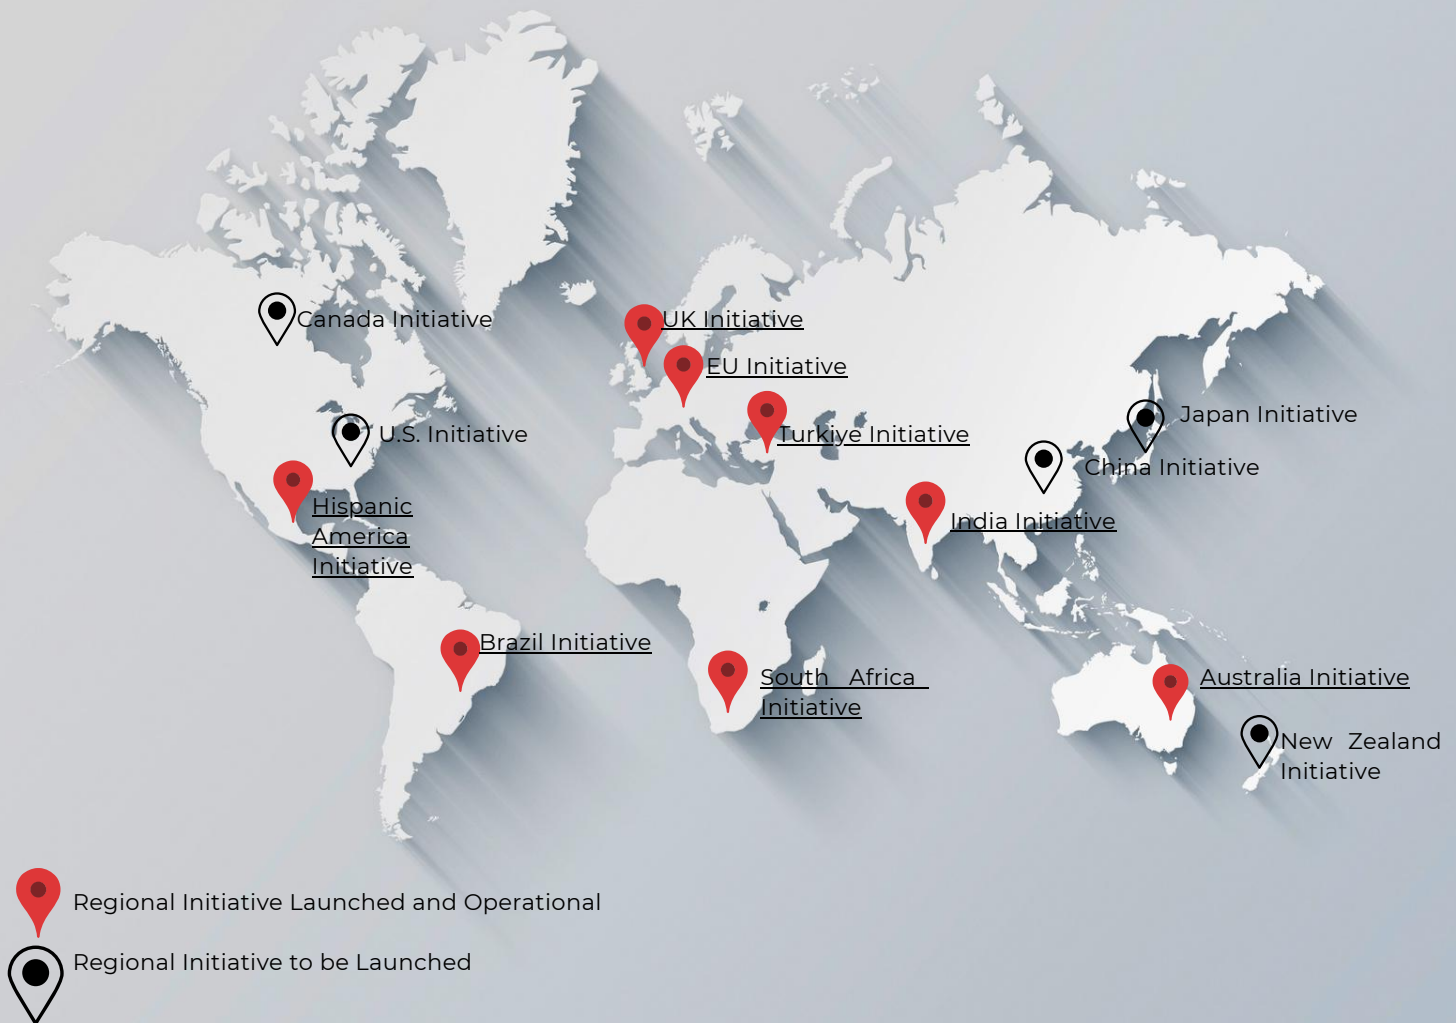 Canada Initiative
UK Initiative
EU Initiative
Japan Initiative
U.S. Initiative
Turkiye Initiative
China Initiative
Hispanic
America
Initiative
India Initiative
Brazil Initiative
South Africa
Initiative
Australia Initiative
New Zealand
Initiative
Regional Initiative Launched and Operational
Regional Initiative to be Launched